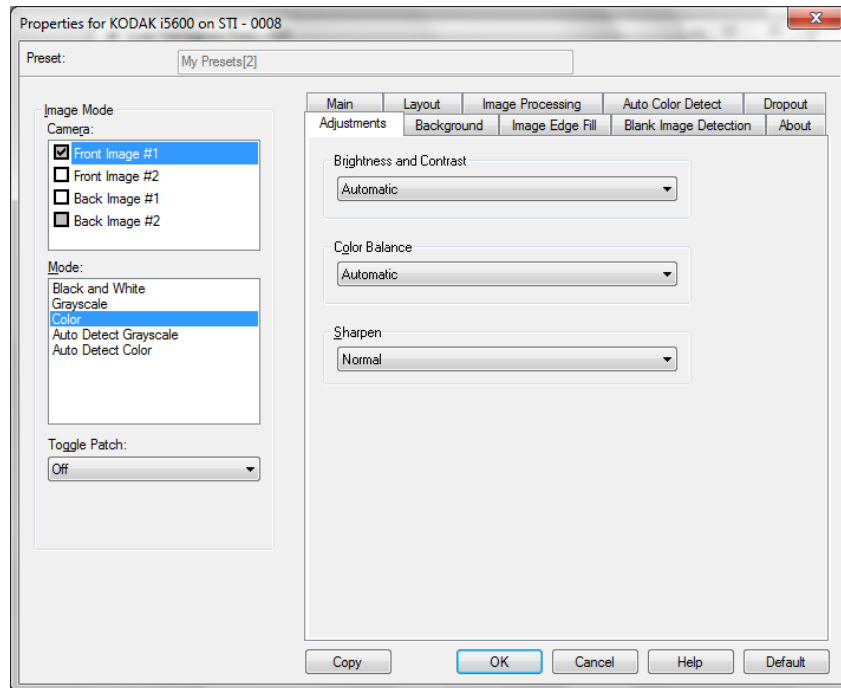 Properties for KODAK i5600 on STI - 0008
Preset:
My Presets[2]
Image Mode
Camera:
Front Image #1
Front Image #2
Back Image #1
Back Image #2
Mode:
Black and White
Grayscale
Color
Auto Detect Grayscale
Auto Detect Color
Toggle Patch:
Off
Main Layout Image Processing Auto Color Detect Dropout
Adjustments Background Image Edge Fill Blank Image Detection About
Brightness and Contrast
Automatic
Color Balance
Automatic
Sharpen
Normal
Copy OK Cancel Help Default